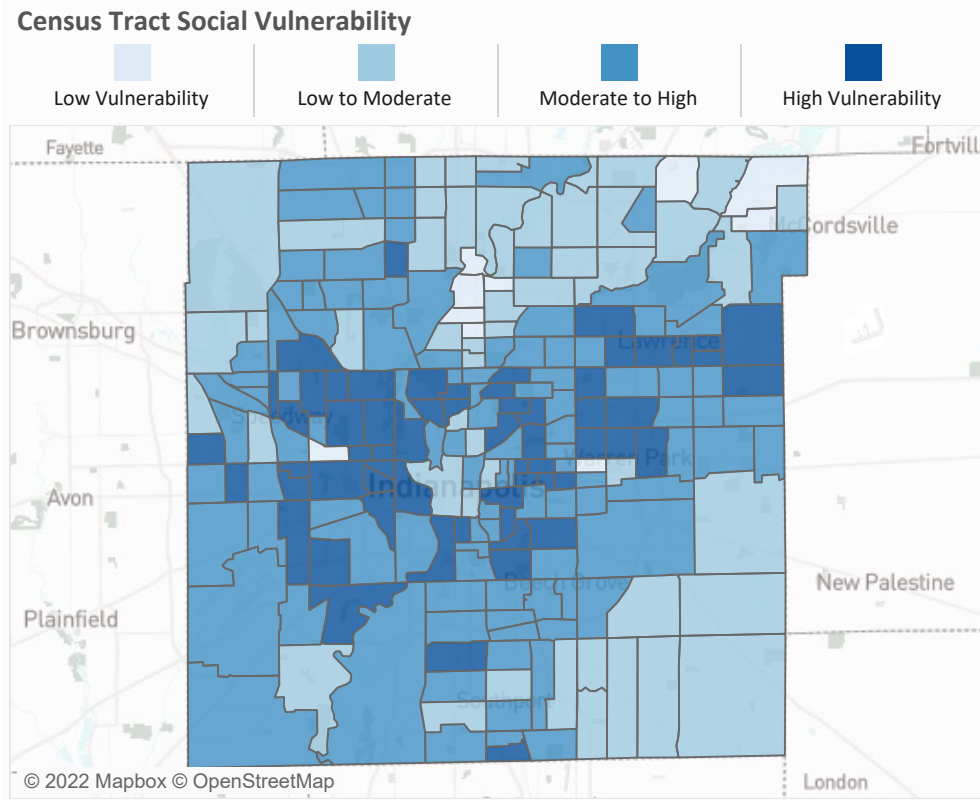 Census Tract Social Vulnerability
Low Vulnerability
Low to Moderate
Moderate to High
High Vulnerability
Fayette
Fortvill
McCordsville
Brownsburg
Lawrence
Speedway
Warren Park
Indianapolis
Avon
Beech Grove
New Palestine
Plainfield
Southport
© 2022 Mapbox © OpenStreetMap
London